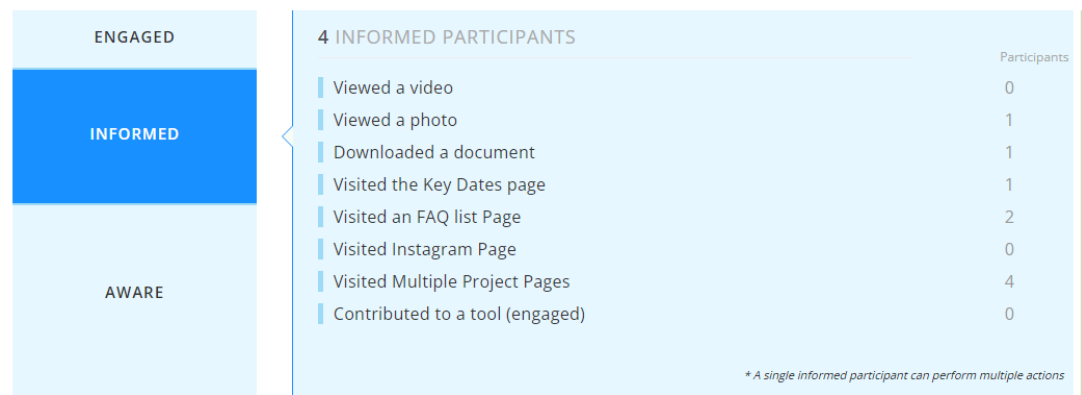 ENGAGED
INFORMED
AWARE
4 INFORMED PARTICIPANTS
Participants
Viewed a video 0
Viewed a photo 1
Downloaded a document 1
Visited the Key Dates page 1
Visited an FAQ list Page 2
Visited Instagram Page 0
Visited Multiple Project Pages 4
Contributed to a tool (engaged) 0
* A single informed participant can perform multiple actions